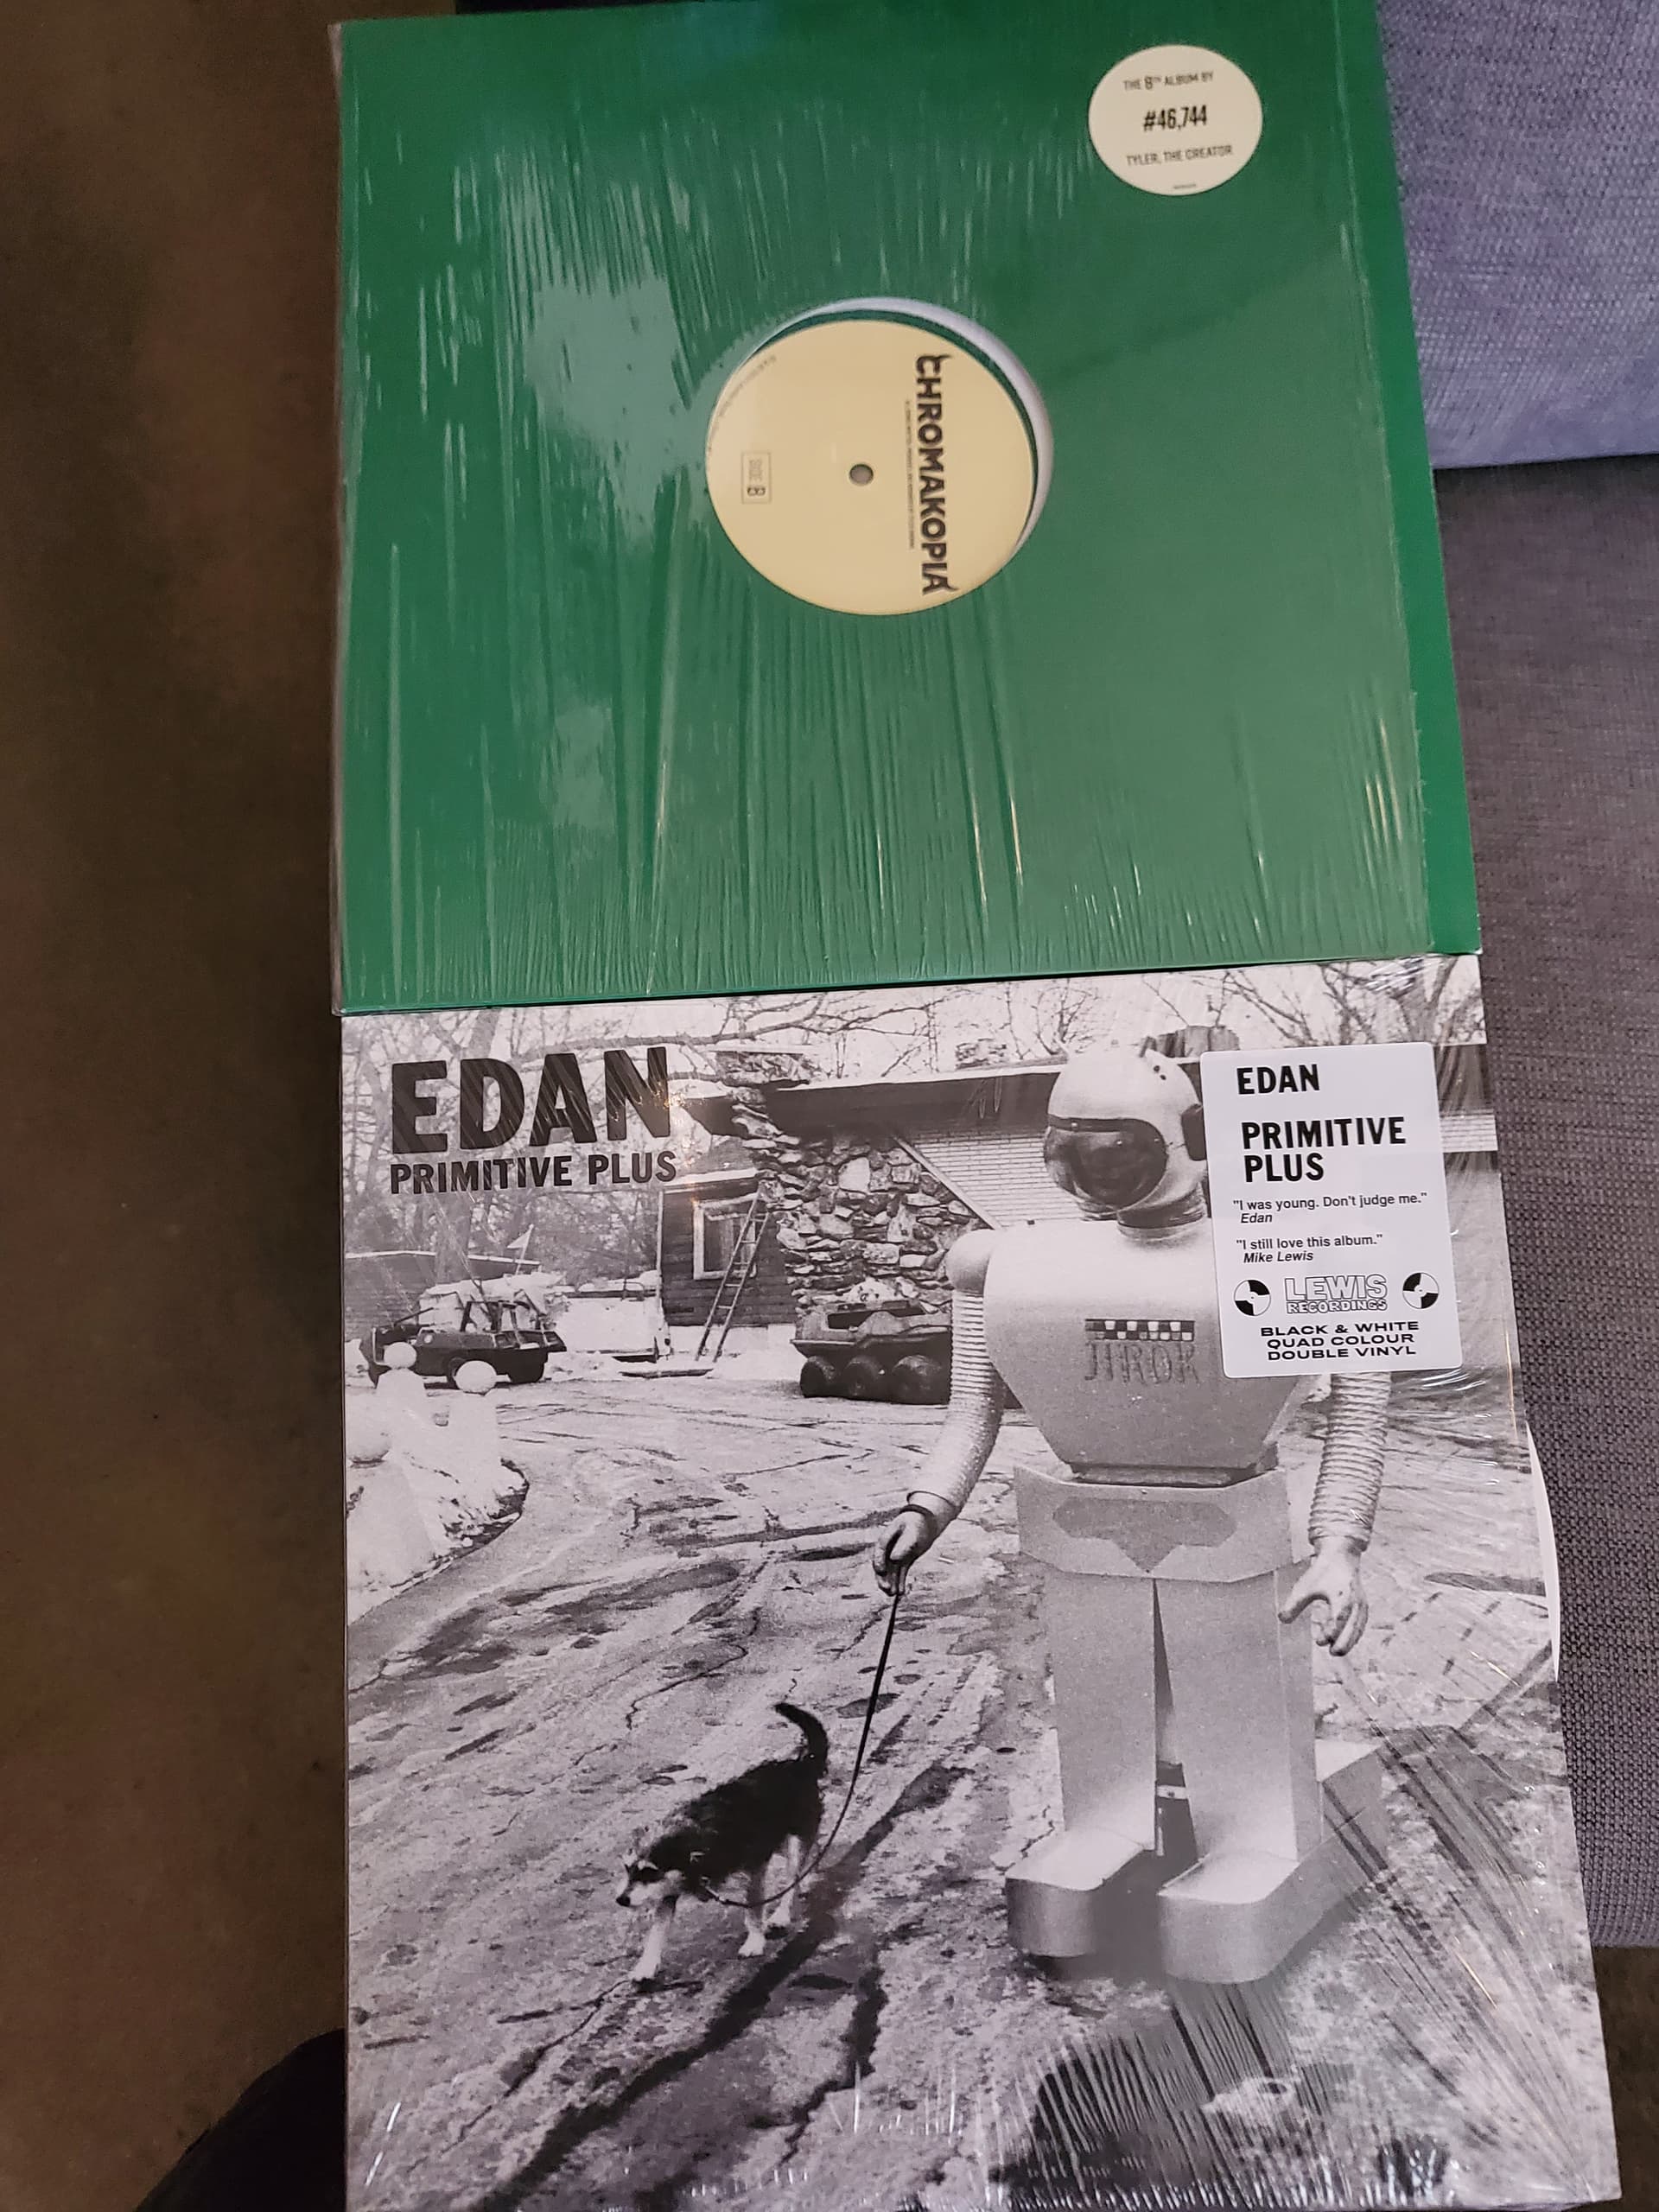 THE 8TH ALBUM BY
#46,744
TYLER, THE CREATOR
CHROMAKOPIA
SIDE B
EDAN
PRIMITIVE PLUS
EDAN
PRIMITIVE
PLUS
"I was young. Don't judge me."
Edan
"I still love this album."
Mike Lewis
LEWIS
RECORDINGS
BLACK & WHITE
QUAD COLOUR
DOUBLE VINYL